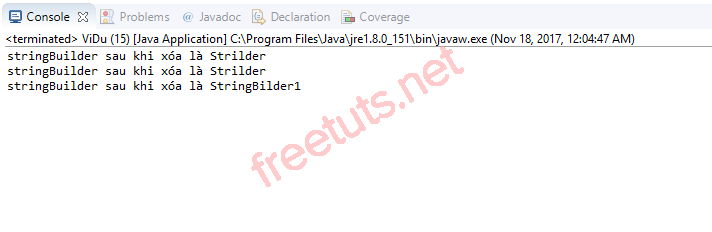 Console Problems @ Javadoc Declaration Coverage
<terminated> ViDu (15) [Java Application] C:\Program Files\Java\jre1.8.0_151\bin\javaw.exe (Nov 18, 2017, 12:04:47 AM)
stringBuilder sau khi xóa là Strilder
stringBuilder sau khi xóa là Strilder
stringBuilder sau khi xóa là StringBilder1
freetuts.net